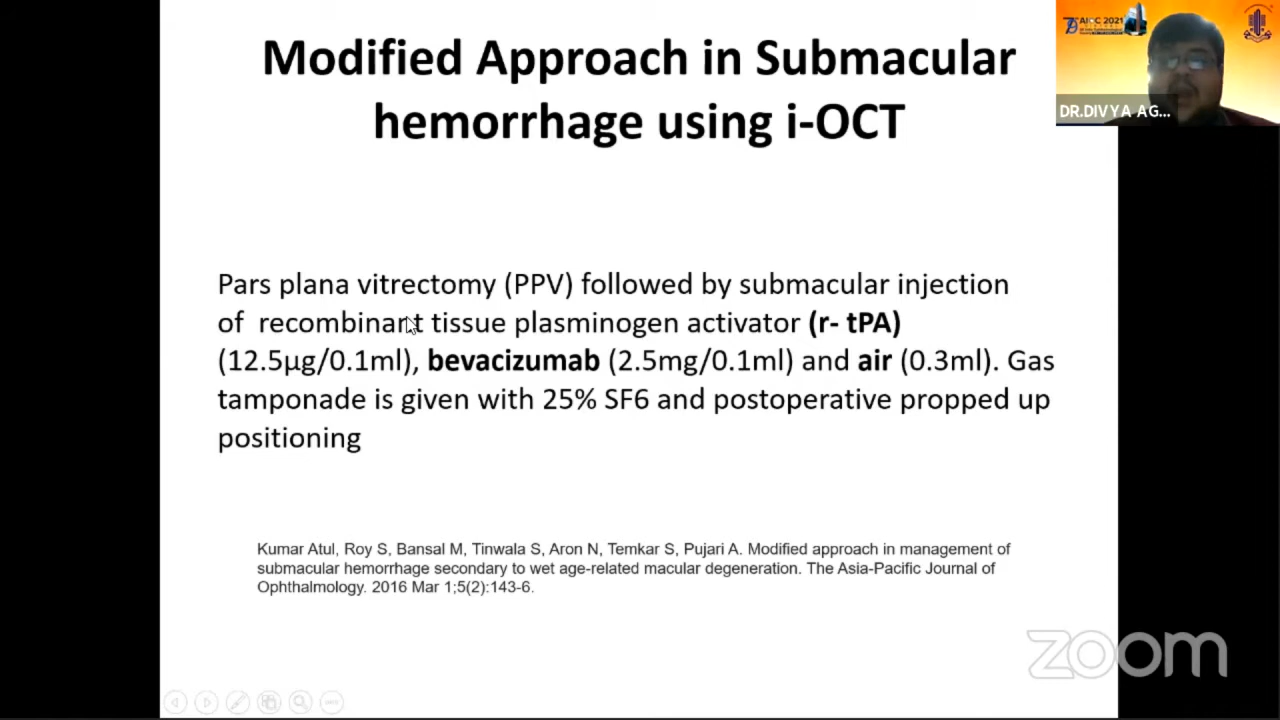 Modified Approach in Submacular
hemorrhage using i-OCT
AIOC 2021
DR.DIVYA AG...
Pars plana vitrectomy (PPV) followed by submacular injection
of recombinant tissue plasminogen activator (r- tPA)
(12.5µg/0.1ml), bevacizumab (2.5mg/0.1ml) and air (0.3ml). Gas
tamponade is given with 25% SF6 and postoperative propped up
positioning
Kumar Atul, Roy S, Bansal M, Tinwala S, Aron N, Temkar S, Pujari A. Modified approach in management of
submacular hemorrhage secondary to wet age-related macular degeneration. The Asia-Pacific Journal of
Ophthalmology. 2016 Mar 1;5(2):143-6.
zoom